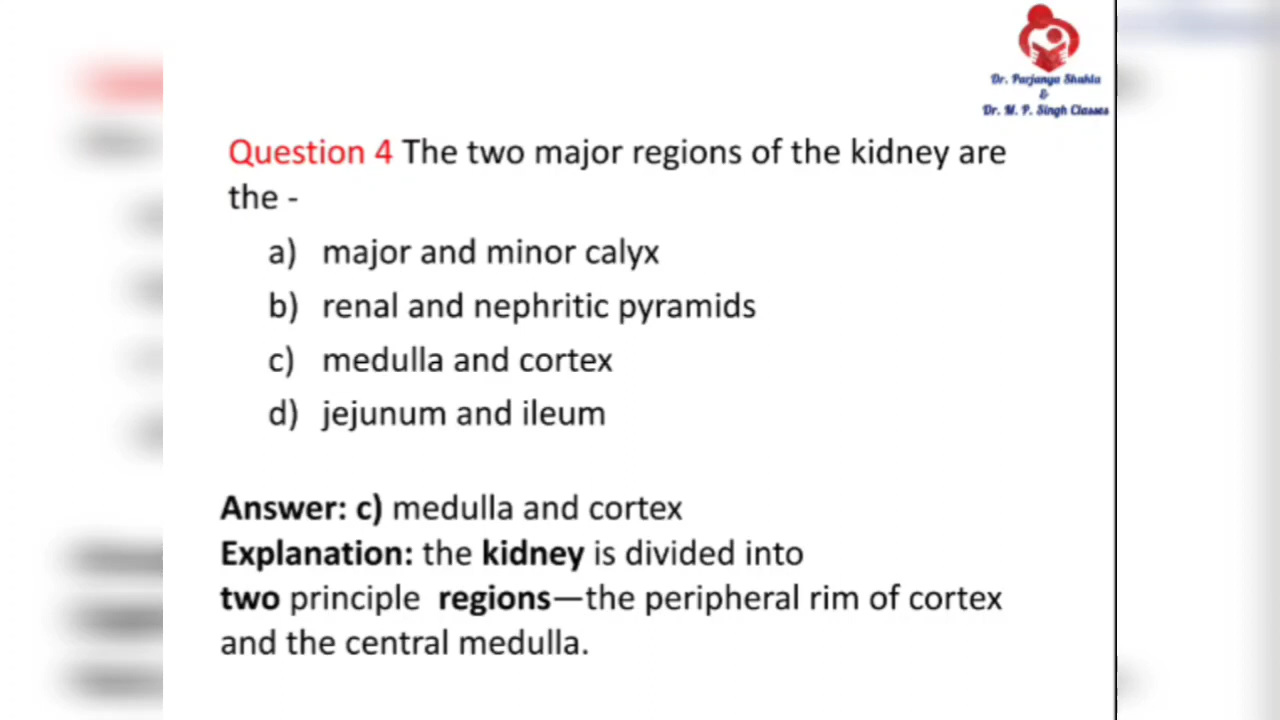 Dr. Parjanya Shukla
&
Dr. M. P. Singh Classes
Question 4 The two major regions of the kidney are
the -
a) major and minor calyx
b) renal and nephritic pyramids
c) medulla and cortex
d) jejunum and ileum
Answer: c) medulla and cortex
Explanation: the kidney is divided into
two principle regions—the peripheral rim of cortex
and the central medulla.